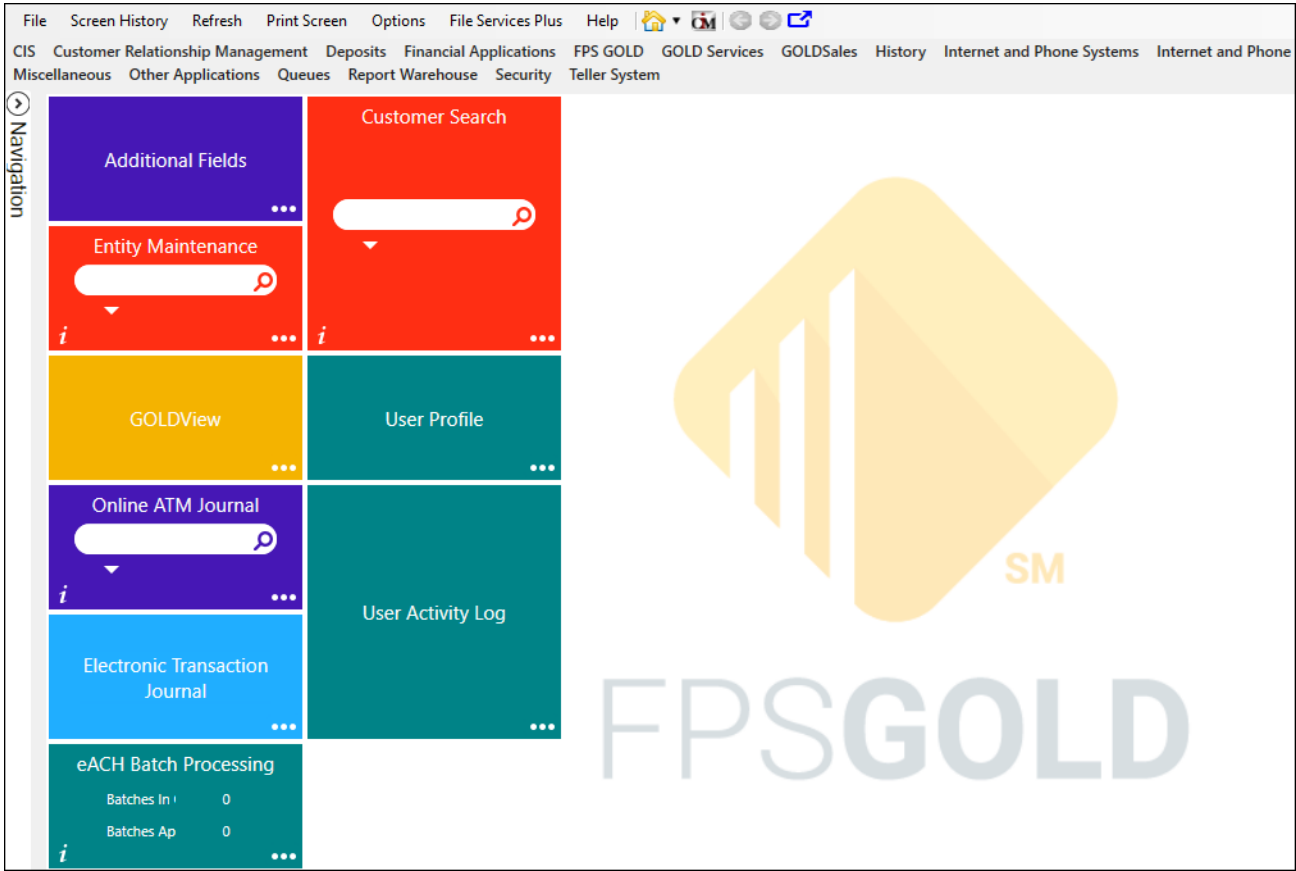 File Screen History Refresh Print Screen Options File Services Plus Help
CIS Customer Relationship Management Deposits Financial Applications FPS GOLD GOLD Services GOLDSales History Internet and Phone Systems Internet and Phone
Miscellaneous Other Applications Queues Report Warehouse Security Teller System
Navigation
Additional Fields
Customer Search
Entity Maintenance
i
i
GOLDView
User Profile
Online ATM Journal
i
User Activity Log
Electronic Transaction
Journal
eACH Batch Processing
Batches In 0
Batches Ap 0
i
SM
FPSGOLD